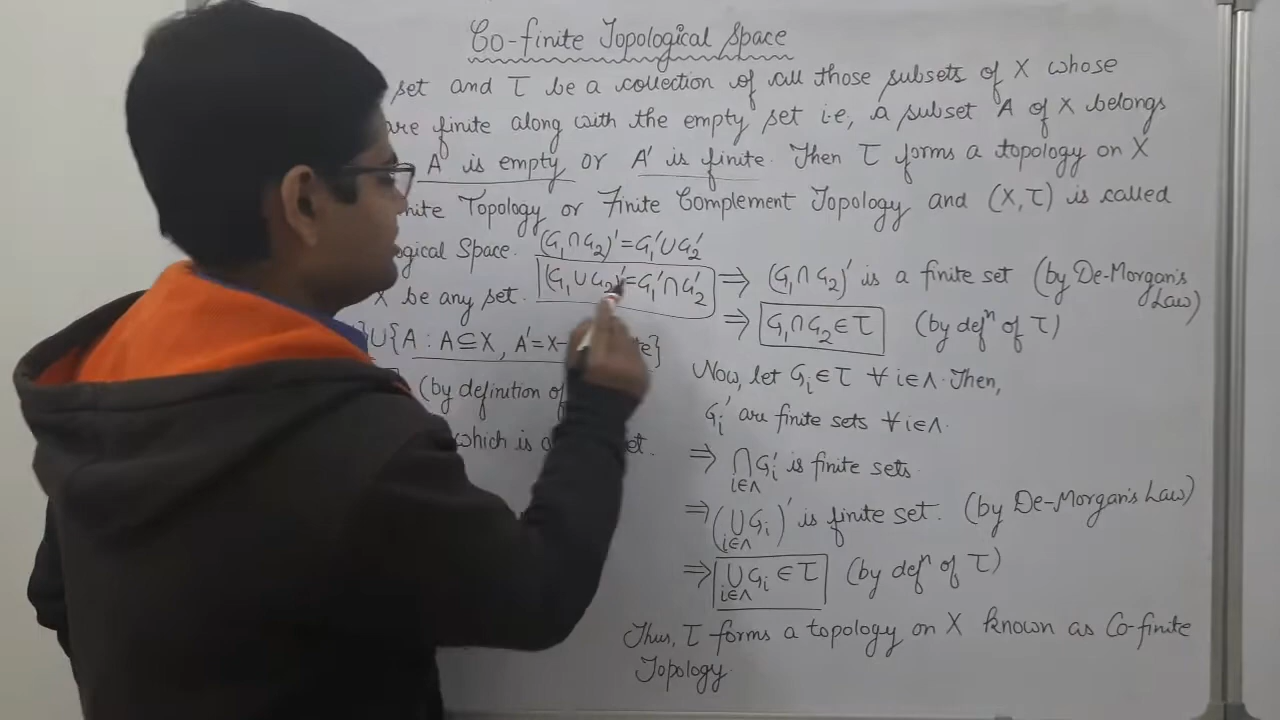 Co-finite Topological Space
set and τ be a collection of all those subsets of X whose
are finite along with the empty set i.e, a subset A of X belongs
A is empty or A' is finite. Then τ forms a topology on X
Topology or Finite Complement Topology and (X, τ) is called
Space. (G₁∩G₂)'=G₁'∪G₂'
X be any set. (G₁∪G₂)'=G₁'∩G₂'
∪{A : A⊆X, A'=X-
(by definition of
which is a
⇒ (G₁∩G₂)' is a finite set (by De-Morgan's Law)
⇒ G₁∩G₂∈τ (by defⁿ of τ)
Now, let Gᵢ∈τ ∀ i∈Λ. Then,
Gᵢ' are finite sets ∀ i∈Λ.
⇒ ∩ Gᵢ' is finite sets.
i∈Λ
⇒ (∪ Gᵢ)' is finite set. (by De-Morgan's Law)
i∈Λ
⇒ ∪ Gᵢ ∈ τ (by defⁿ of τ)
i∈Λ
Thus, τ forms a topology on X known as Co-finite
Topology.